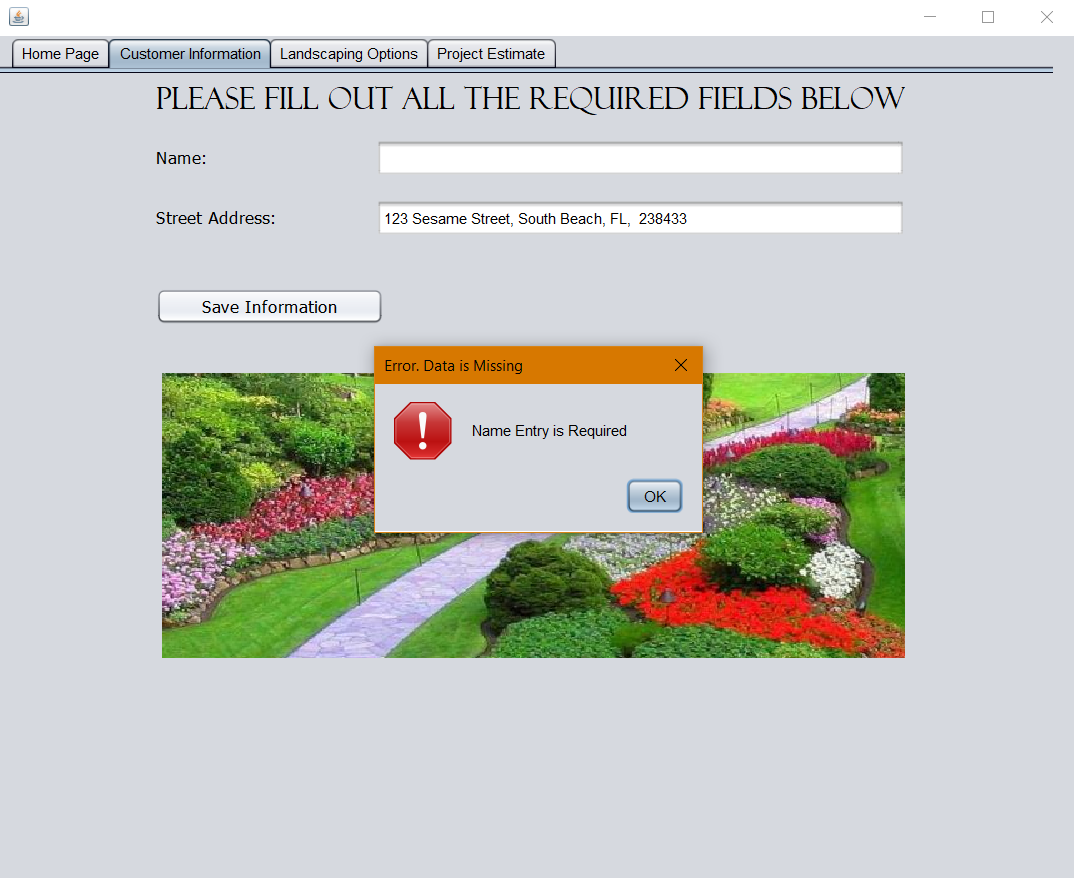 Home Page
Customer Information
Landscaping Options
Project Estimate
PLEASE FILL OUT ALL THE REQUIRED FIELDS BELOW
Name:
Street Address:
123 Sesame Street, South Beach, FL,  238433
Save Information
Error. Data is Missing
Name Entry is Required
OK